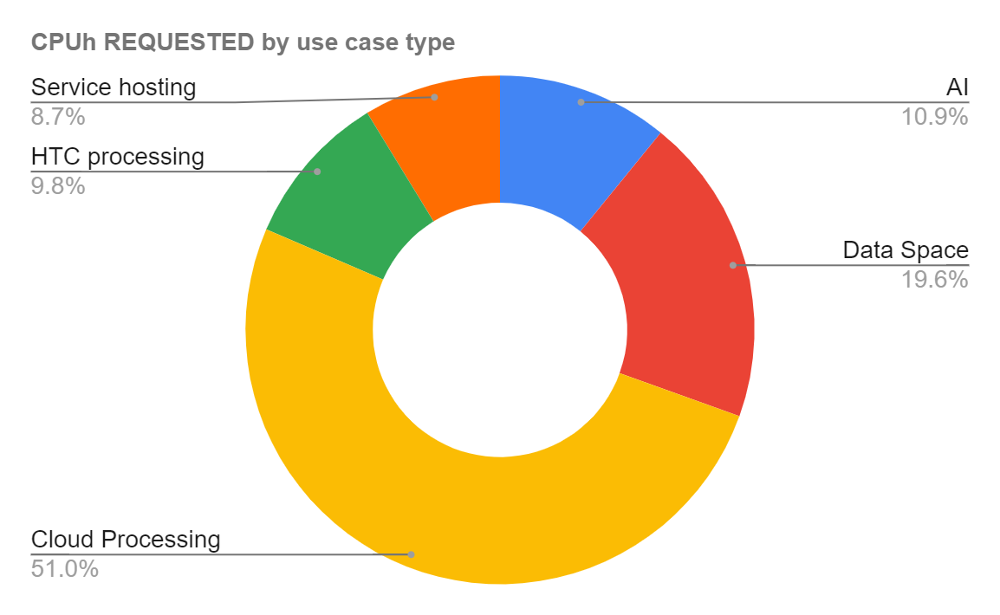 CPUh REQUESTED by use case type
Service hosting
8.7%
HTC processing
9.8%
Cloud Processing
51.0%
AI
10.9%
Data Space
19.6%